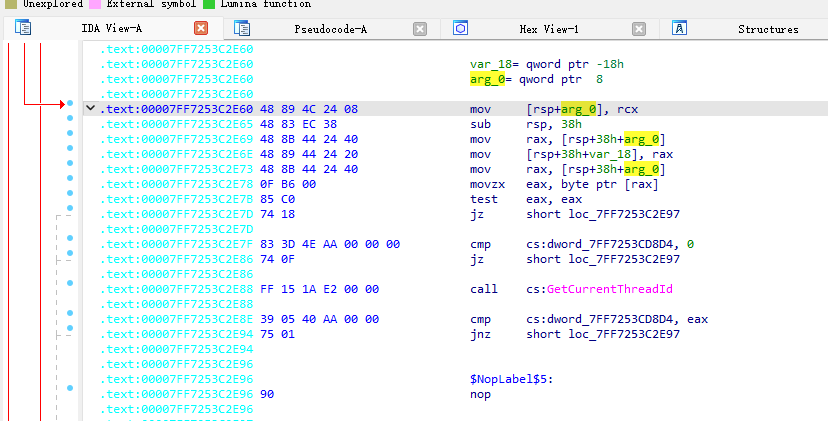 Unexplored External symbol Lumina function
IDA View-A Pseudocode-A Hex View-1 Structures
.text:00007FF7253C2E60
.text:00007FF7253C2E60 var_18= qword ptr -18h
.text:00007FF7253C2E60 arg_0= qword ptr 8
.text:00007FF7253C2E60
.text:00007FF7253C2E60 48 89 4C 24 08 mov [rsp+arg_0], rcx
.text:00007FF7253C2E65 48 83 EC 38 sub rsp, 38h
.text:00007FF7253C2E69 48 8B 44 24 40 mov rax, [rsp+38h+arg_0]
.text:00007FF7253C2E6E 48 89 44 24 20 mov [rsp+38h+var_18], rax
.text:00007FF7253C2E73 48 8B 44 24 40 mov rax, [rsp+38h+arg_0]
.text:00007FF7253C2E78 0F B6 00 movzx eax, byte ptr [rax]
.text:00007FF7253C2E7B 85 C0 test eax, eax
.text:00007FF7253C2E7D 74 18 jz short loc_7FF7253C2E97
.text:00007FF7253C2E7D
.text:00007FF7253C2E7F 83 3D 4E AA 00 00 00 cmp cs:dword_7FF7253CD8D4, 0
.text:00007FF7253C2E86 74 0F jz short loc_7FF7253C2E97
.text:00007FF7253C2E86
.text:00007FF7253C2E88 FF 15 1A E2 00 00 call cs:GetCurrentThreadId
.text:00007FF7253C2E88
.text:00007FF7253C2E8E 39 05 40 AA 00 00 cmp cs:dword_7FF7253CD8D4, eax
.text:00007FF7253C2E94 75 01 jnz short loc_7FF7253C2E97
.text:00007FF7253C2E94
.text:00007FF7253C2E96
.text:00007FF7253C2E96 $NopLabel$5:
.text:00007FF7253C2E96 90 nop
.text:00007FF7253C2E96